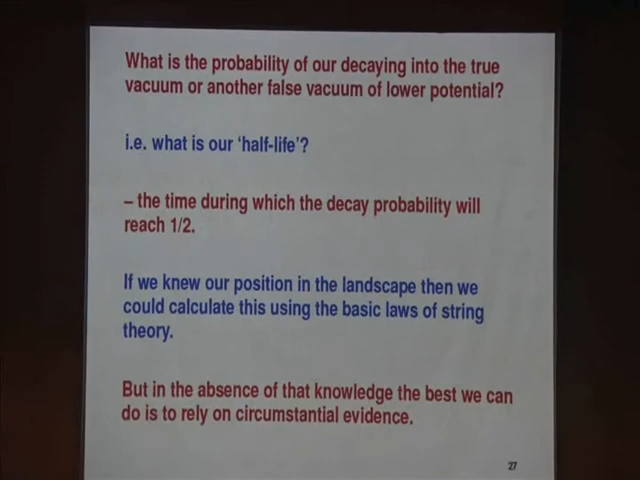 What is the probability of our decaying into the true
vacuum or another false vacuum of lower potential?
i.e. what is our 'half-life'?
– the time during which the decay probability will
reach 1/2.
If we knew our position in the landscape then we
could calculate this using the basic laws of string
theory.
But in the absence of that knowledge the best we can
do is to rely on circumstantial evidence.
27